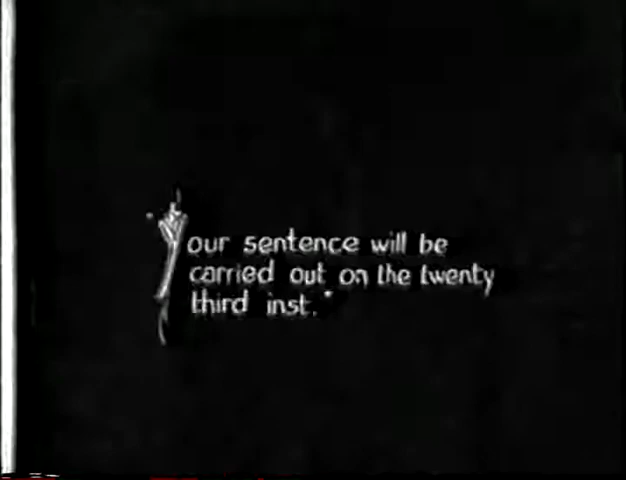 Your sentence will be
carried out on the twenty
third inst."